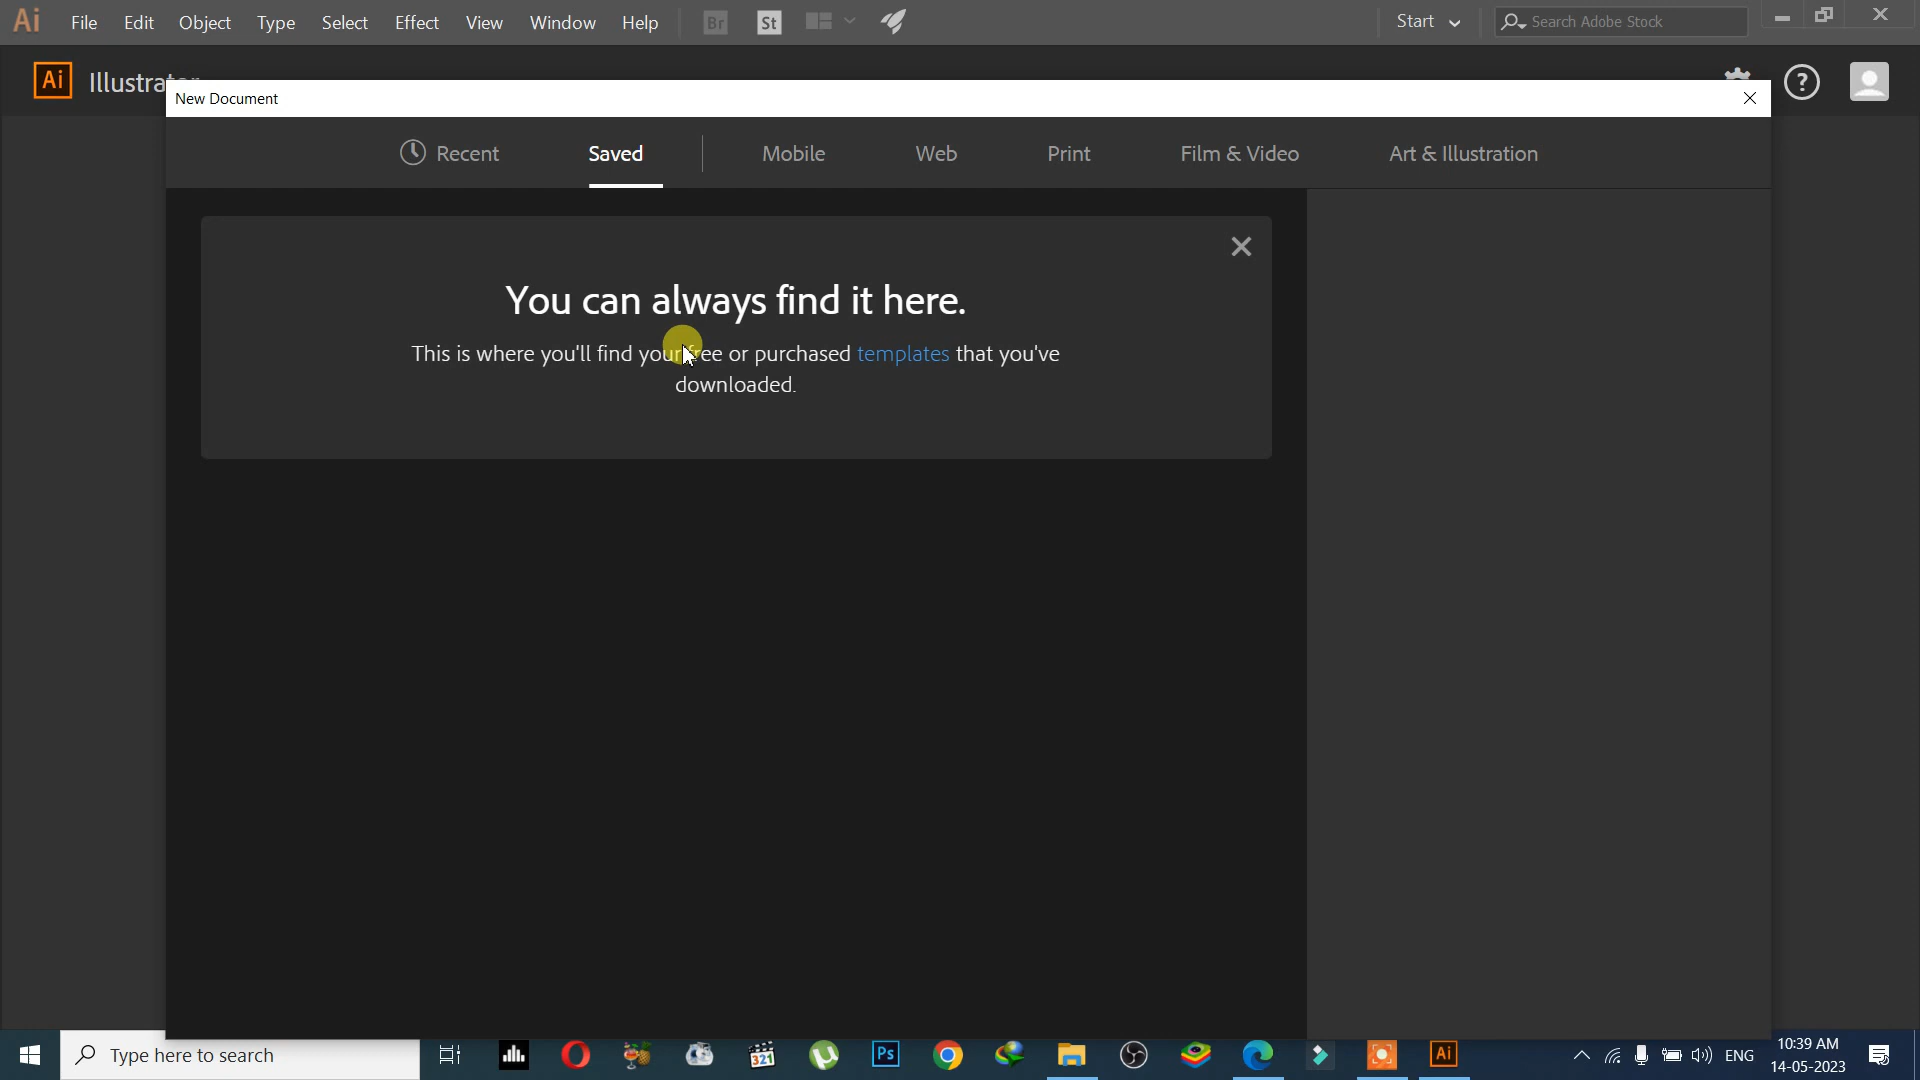 Ai File Edit Object Type Select Effect View Window Help Br St Start Search Adobe Stock
Ai Illustrator
New Document
Recent Saved Mobile Web Print Film & Video Art & Illustration
You can always find it here.
This is where you'll find your free or purchased templates that you've
downloaded.
Type here to search 321 Ps Ai ENG 10:39 AM
14-05-2023